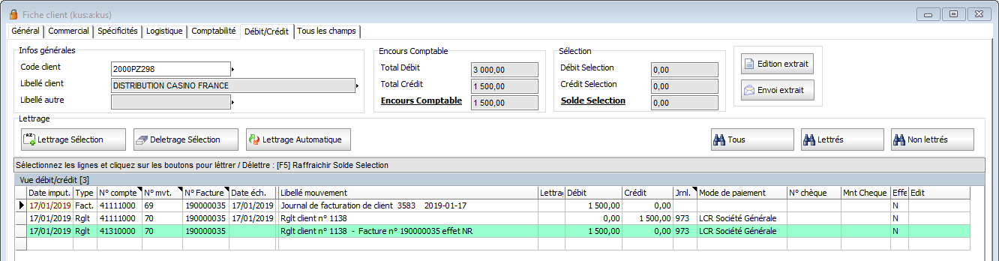 Fiche client (kus:a:kus)
Général Commercial Spécificités Logistique Comptabilité Débit/Crédit Tous les champs
Infos générales
Code client 2000PZ298
Libellé client DISTRIBUTION CASINO FRANCE
Libellé autre
Encours Comptable
Total Débit 3 000,00
Total Crédit 1 500,00
Encours Comptable 1 500,00
Sélection
Débit Selection 0,00
Crédit Selection 0,00
Solde Selection 0,00
Edition extrait
Envoi extrait
Lettrage
Lettrage Sélection Deletrage Sélection Lettrage Automatique Tous Lettrés Non lettrés
Sélectionnez les lignes et cliquez sur les boutons pour léttrer / Délettre : [F5] Raffraichir Solde Selection
Vue débit/crédit [3]
Date imput. Type N° compte N° mvt. N° Facture Date éch. Libellé mouvement Lettrag Débit Crédit Jrnl. Mode de paiement N° chèque Mnt Cheque Effe Edit
17/01/2019 Fact. 41111000 69 190000035 17/01/2019 Journal de facturation de client 3583 2019-01-17 1 500,00 0,00 N
17/01/2019 Rglt 41111000 70 190000035 17/01/2019 Rglt client n° 1138 0,00 1 500,00 973 LCR Société Générale N
17/01/2019 Rglt 41310000 70 190000035 Rglt client n° 1138 - Facture n° 190000035 effet NR 1 500,00 0,00 973 LCR Société Générale N